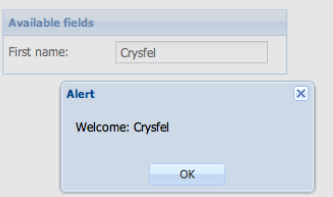 Available fields
First name: Crysfel
Alert
Welcome: Crysfel
OK